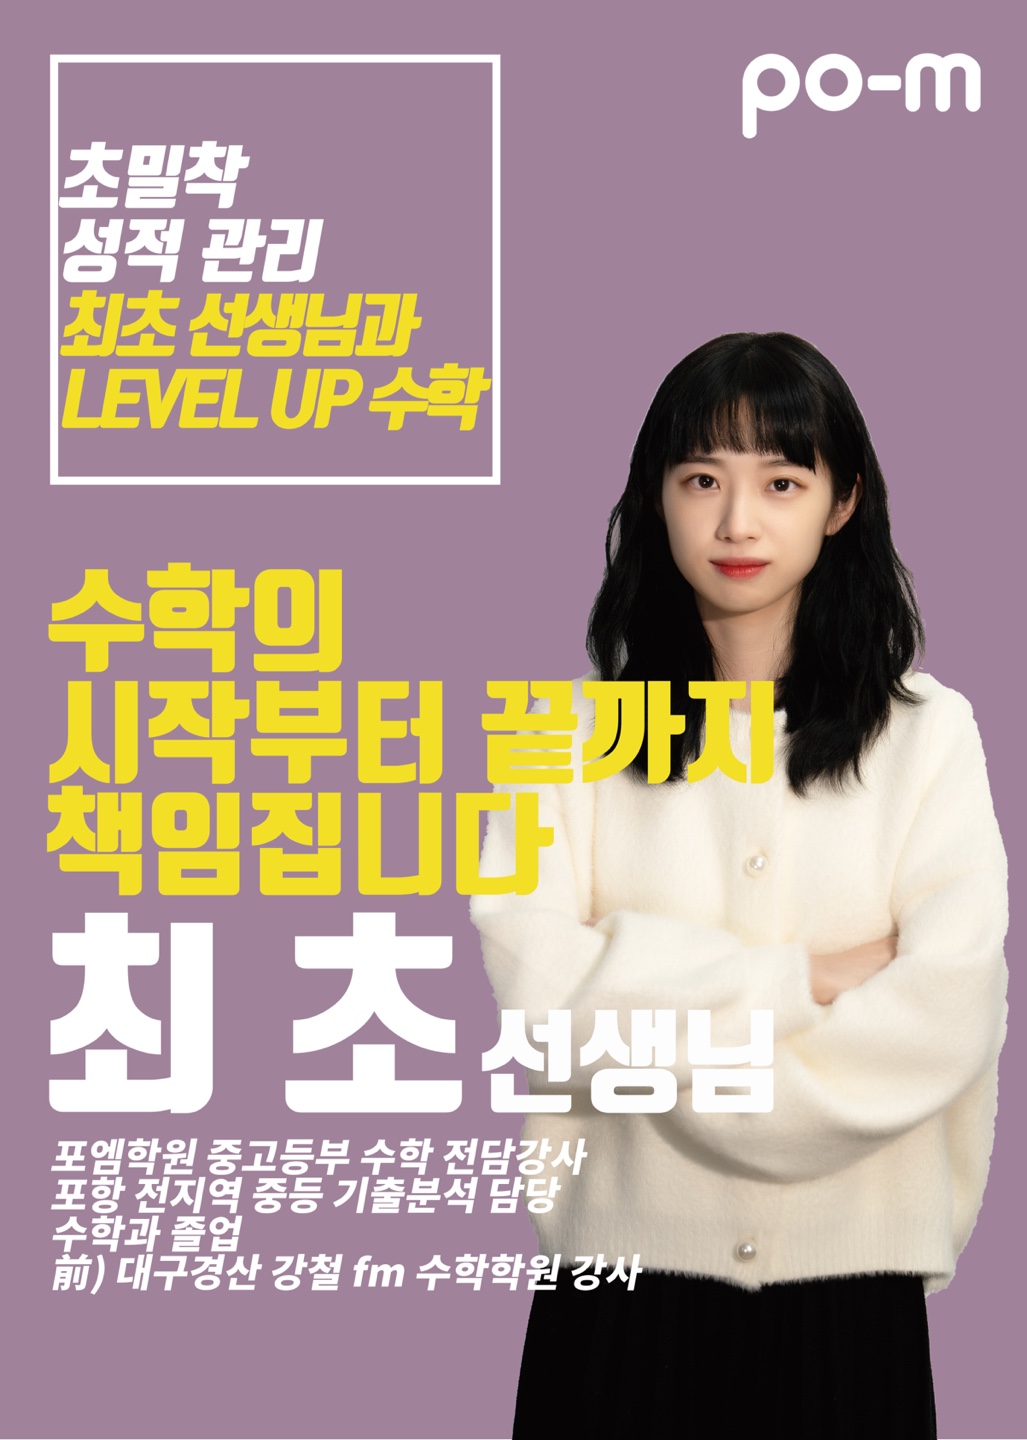 po-m
초밀착
성적 관리
최초 선생님과
LEVEL UP 수학
수학의
시작부터 끝까지
책임집니다
최 초선생님
포엠학원 중고등부 수학 전담강사
포항 전지역 중등 기출분석 담당
수학과 졸업
前) 대구경산 강철 fm 수학학원 강사